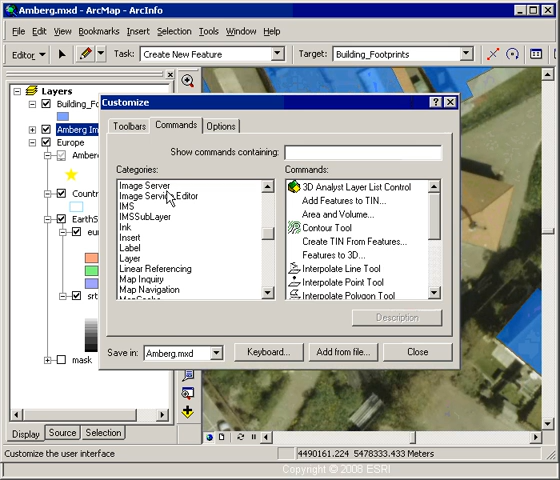 Amberg.mxd - ArcMap - ArcInfo
File Edit View Bookmarks Insert Selection Tools Window Help
Editor Task: Create New Feature Target: Building_Footprints
Layers
Building_Fo
Amberg Im
Europe
Amber
Countr
EarthS
eur
srt
mask
Display Source Selection
Customize
Toolbars Commands Options
Show commands containing:
Categories:
Image Server
Image Service Editor
IMS
IMSSubLayer
Ink
Insert
Label
Layer
Linear Referencing
Map Inquiry
Map Navigation
Commands:
3D Analyst Layer List Control
Add Features to TIN...
Area and Volume...
Contour Tool
Create TIN From Features...
Features to 3D...
Interpolate Line Tool
Interpolate Point Tool
Interpolate Polygon Tool
Description
Save in: Amberg.mxd Keyboard... Add from file... Close
Customize the user interface 4490161.224 5478333.433 Meters
Copyright © 2008 ESRI